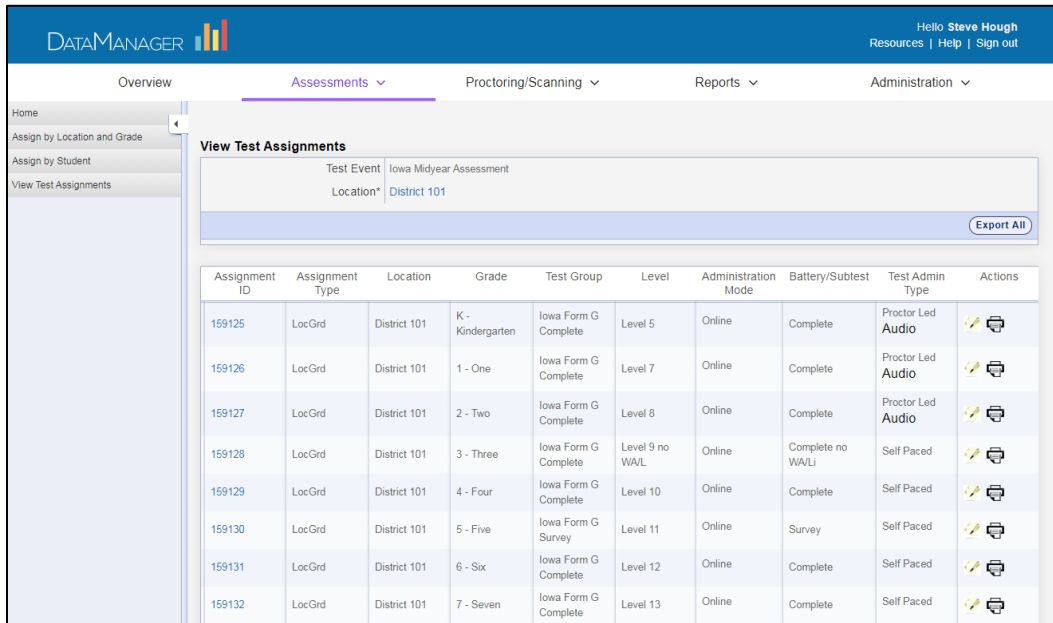 DATAMANAGER
Hello Steve Hough
Resources | Help | Sign out
Overview Assessments Proctoring/Scanning Reports Administration
Home
Assign by Location and Grade
Assign by Student
View Test Assignments
View Test Assignments
Test Event Iowa Midyear Assessment
Location* District 101
Export All
Assignment ID Assignment Type Location Grade Test Group Level Administration Mode Battery/Subtest Test Admin Type Actions
159125 LocGrd District 101 K - Kindergarten Iowa Form G Complete Level 5 Online Complete Proctor Led Audio
159126 LocGrd District 101 1 - One Iowa Form G Complete Level 7 Online Complete Proctor Led Audio
159127 LocGrd District 101 2 - Two Iowa Form G Complete Level 8 Online Complete Proctor Led Audio
159128 LocGrd District 101 3 - Three Iowa Form G Complete Level 9 no WA/L Online Complete no WA/Li Self Paced
159129 LocGrd District 101 4 - Four Iowa Form G Complete Level 10 Online Complete Self Paced
159130 LocGrd District 101 5 - Five Iowa Form G Survey Level 11 Online Survey Self Paced
159131 LocGrd District 101 6 - Six Iowa Form G Complete Level 12 Online Complete Self Paced
159132 LocGrd District 101 7 - Seven Iowa Form G Complete Level 13 Online Complete Self Paced